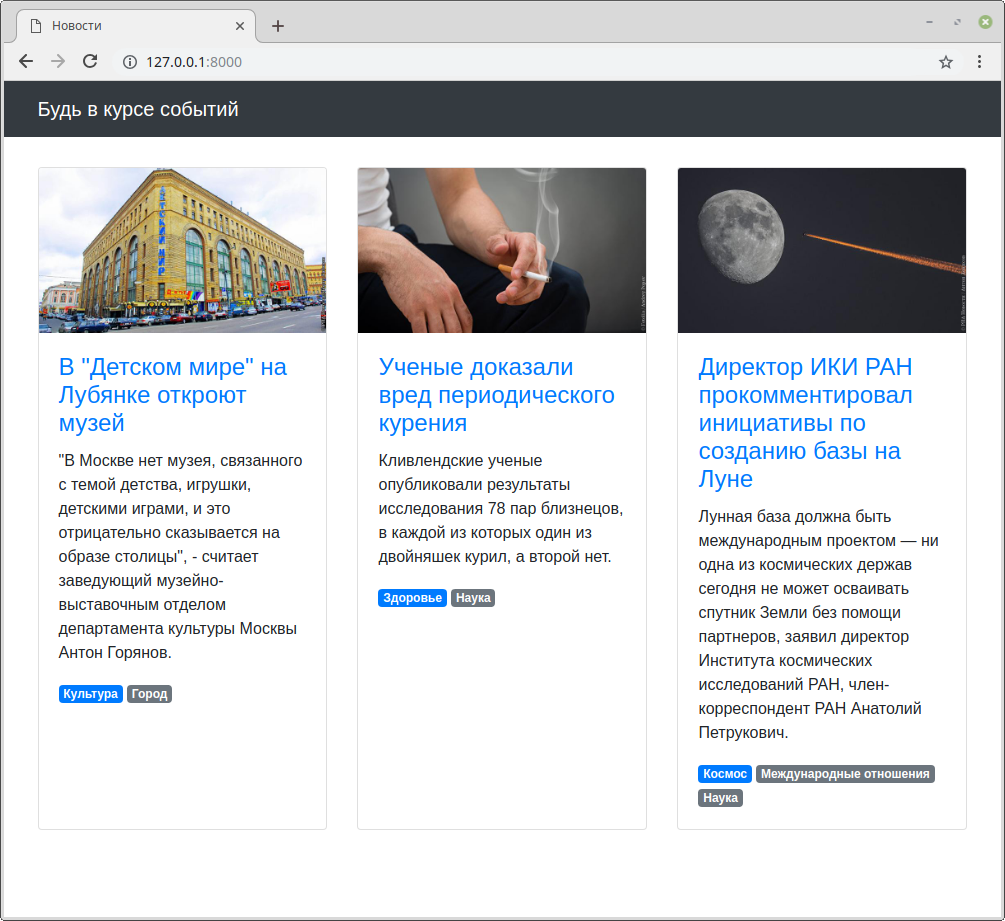 Новости
127.0.0.1:8000
Будь в курсе событий
ДЕТСКИЙ МИР
В "Детском мире" на
Лубянке откроют
музей
"В Москве нет музея, связанного
с темой детства, игрушки,
детскими играми, и это
отрицательно сказывается на
образе столицы", - считает
заведующий музейно-
выставочным отделом
департамента культуры Москвы
Антон Горянов.
Культура Город
Ученые доказали
вред периодического
курения
Кливлендские ученые
опубликовали результаты
исследования 78 пар близнецов,
в каждой из которых один из
двойняшек курил, а второй нет.
Здоровье Наука
Директор ИКИ РАН
прокомментировал
инициативы по
созданию базы на
Луне
Лунная база должна быть
международным проектом — ни
одна из космических держав
сегодня не может осваивать
спутник Земли без помощи
партнеров, заявил директор
Института космических
исследований РАН, член-
корреспондент РАН Анатолий
Петрукович.
Космос Международные отношения
Наука